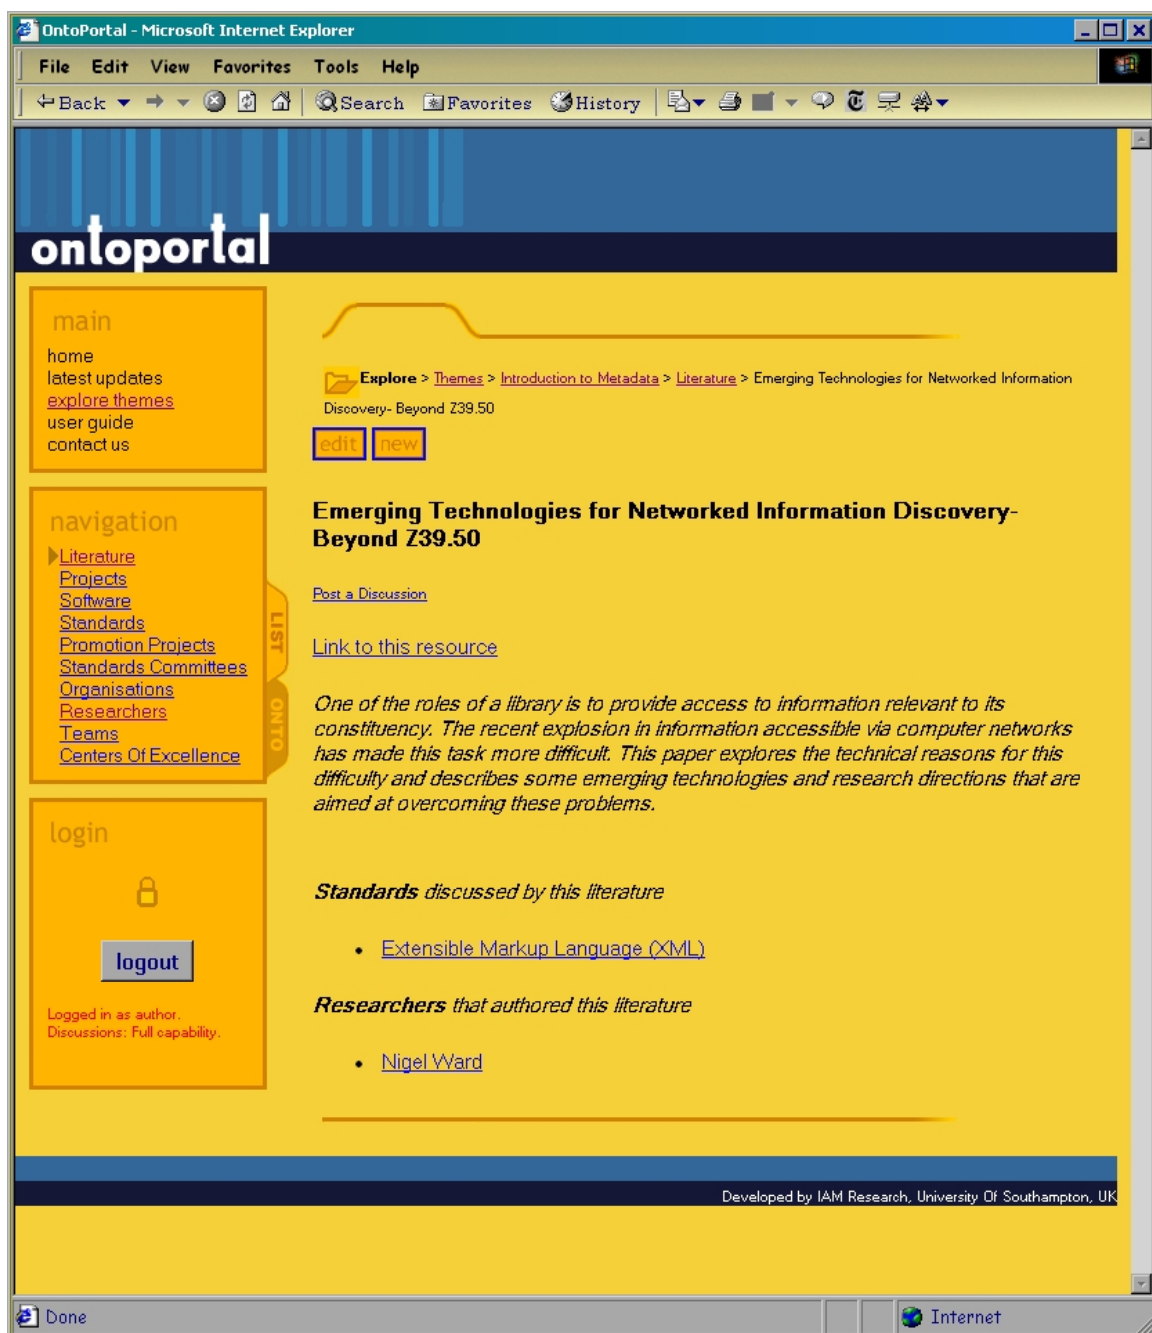 OntoPortal - Microsoft Internet Explorer
File Edit View Favorites Tools Help
Back Search Favorites History
ontoportal
main
home
latest updates
explore themes
user guide
contact us
navigation
Literature
Projects
Software
Standards
Promotion Projects
Standards Committees
Organisations
Researchers
Teams
Centers Of Excellence
LIST
ONTO
login
logout
Logged in as author.
Discussions: Full capability.
Explore > Themes > Introduction to Metadata > Literature > Emerging Technologies for Networked Information
Discovery- Beyond Z39.50
edit new
Emerging Technologies for Networked Information Discovery-
Beyond Z39.50
Post a Discussion
Link to this resource
One of the roles of a library is to provide access to information relevant to its
constituency. The recent explosion in information accessible via computer networks
has made this task more difficult. This paper explores the technical reasons for this
difficulty and describes some emerging technologies and research directions that are
aimed at overcoming these problems.
Standards discussed by this literature
• Extensible Markup Language (XML)
Researchers that authored this literature
• Nigel Ward
Developed by IAM Research, University Of Southampton, UK
Done
Internet